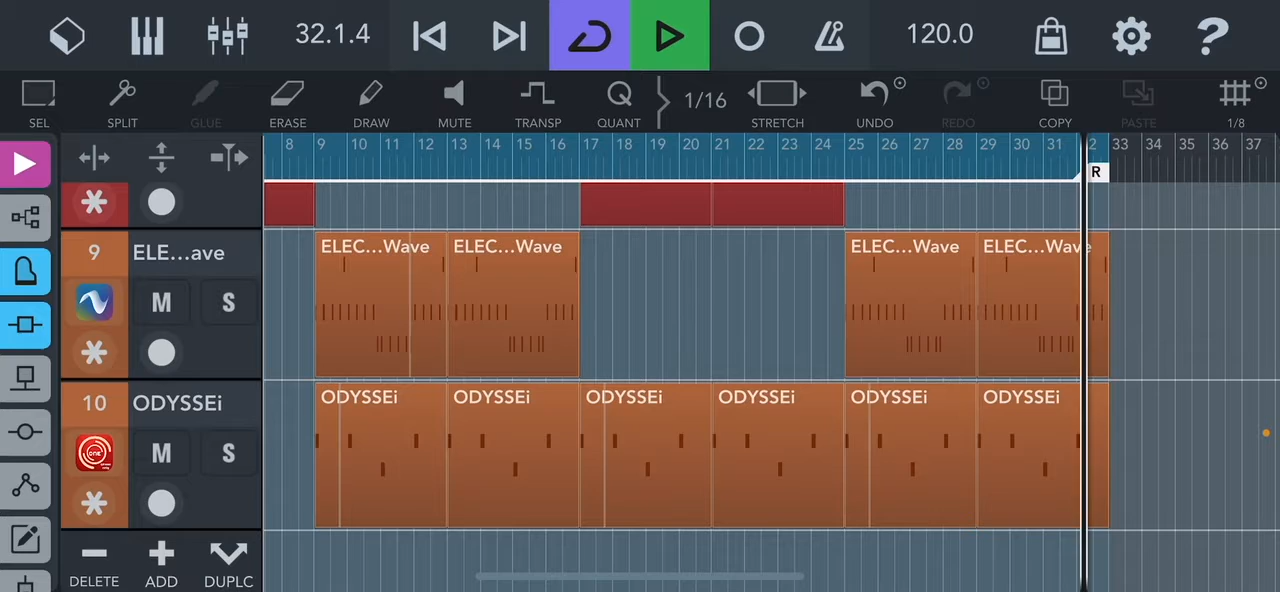 32.1.4 120.0
1/16
SEL SPLIT GLUE ERASE DRAW MUTE TRANSP QUANT STRETCH UNDO REDO COPY PASTE 1/8
8 9 10 11 12 13 14 15 16 17 18 19 20 21 22 23 24 25 26 27 28 29 30 31 2 33 34 35 36 37
R
9 ELE...ave ELEC...Wave ELEC...Wave ELEC...Wave ELEC...Wave
M S
10 ODYSSEi ODYSSEi ODYSSEi ODYSSEi ODYSSEi ODYSSEi ODYSSEi
M S
DELETE ADD DUPLC